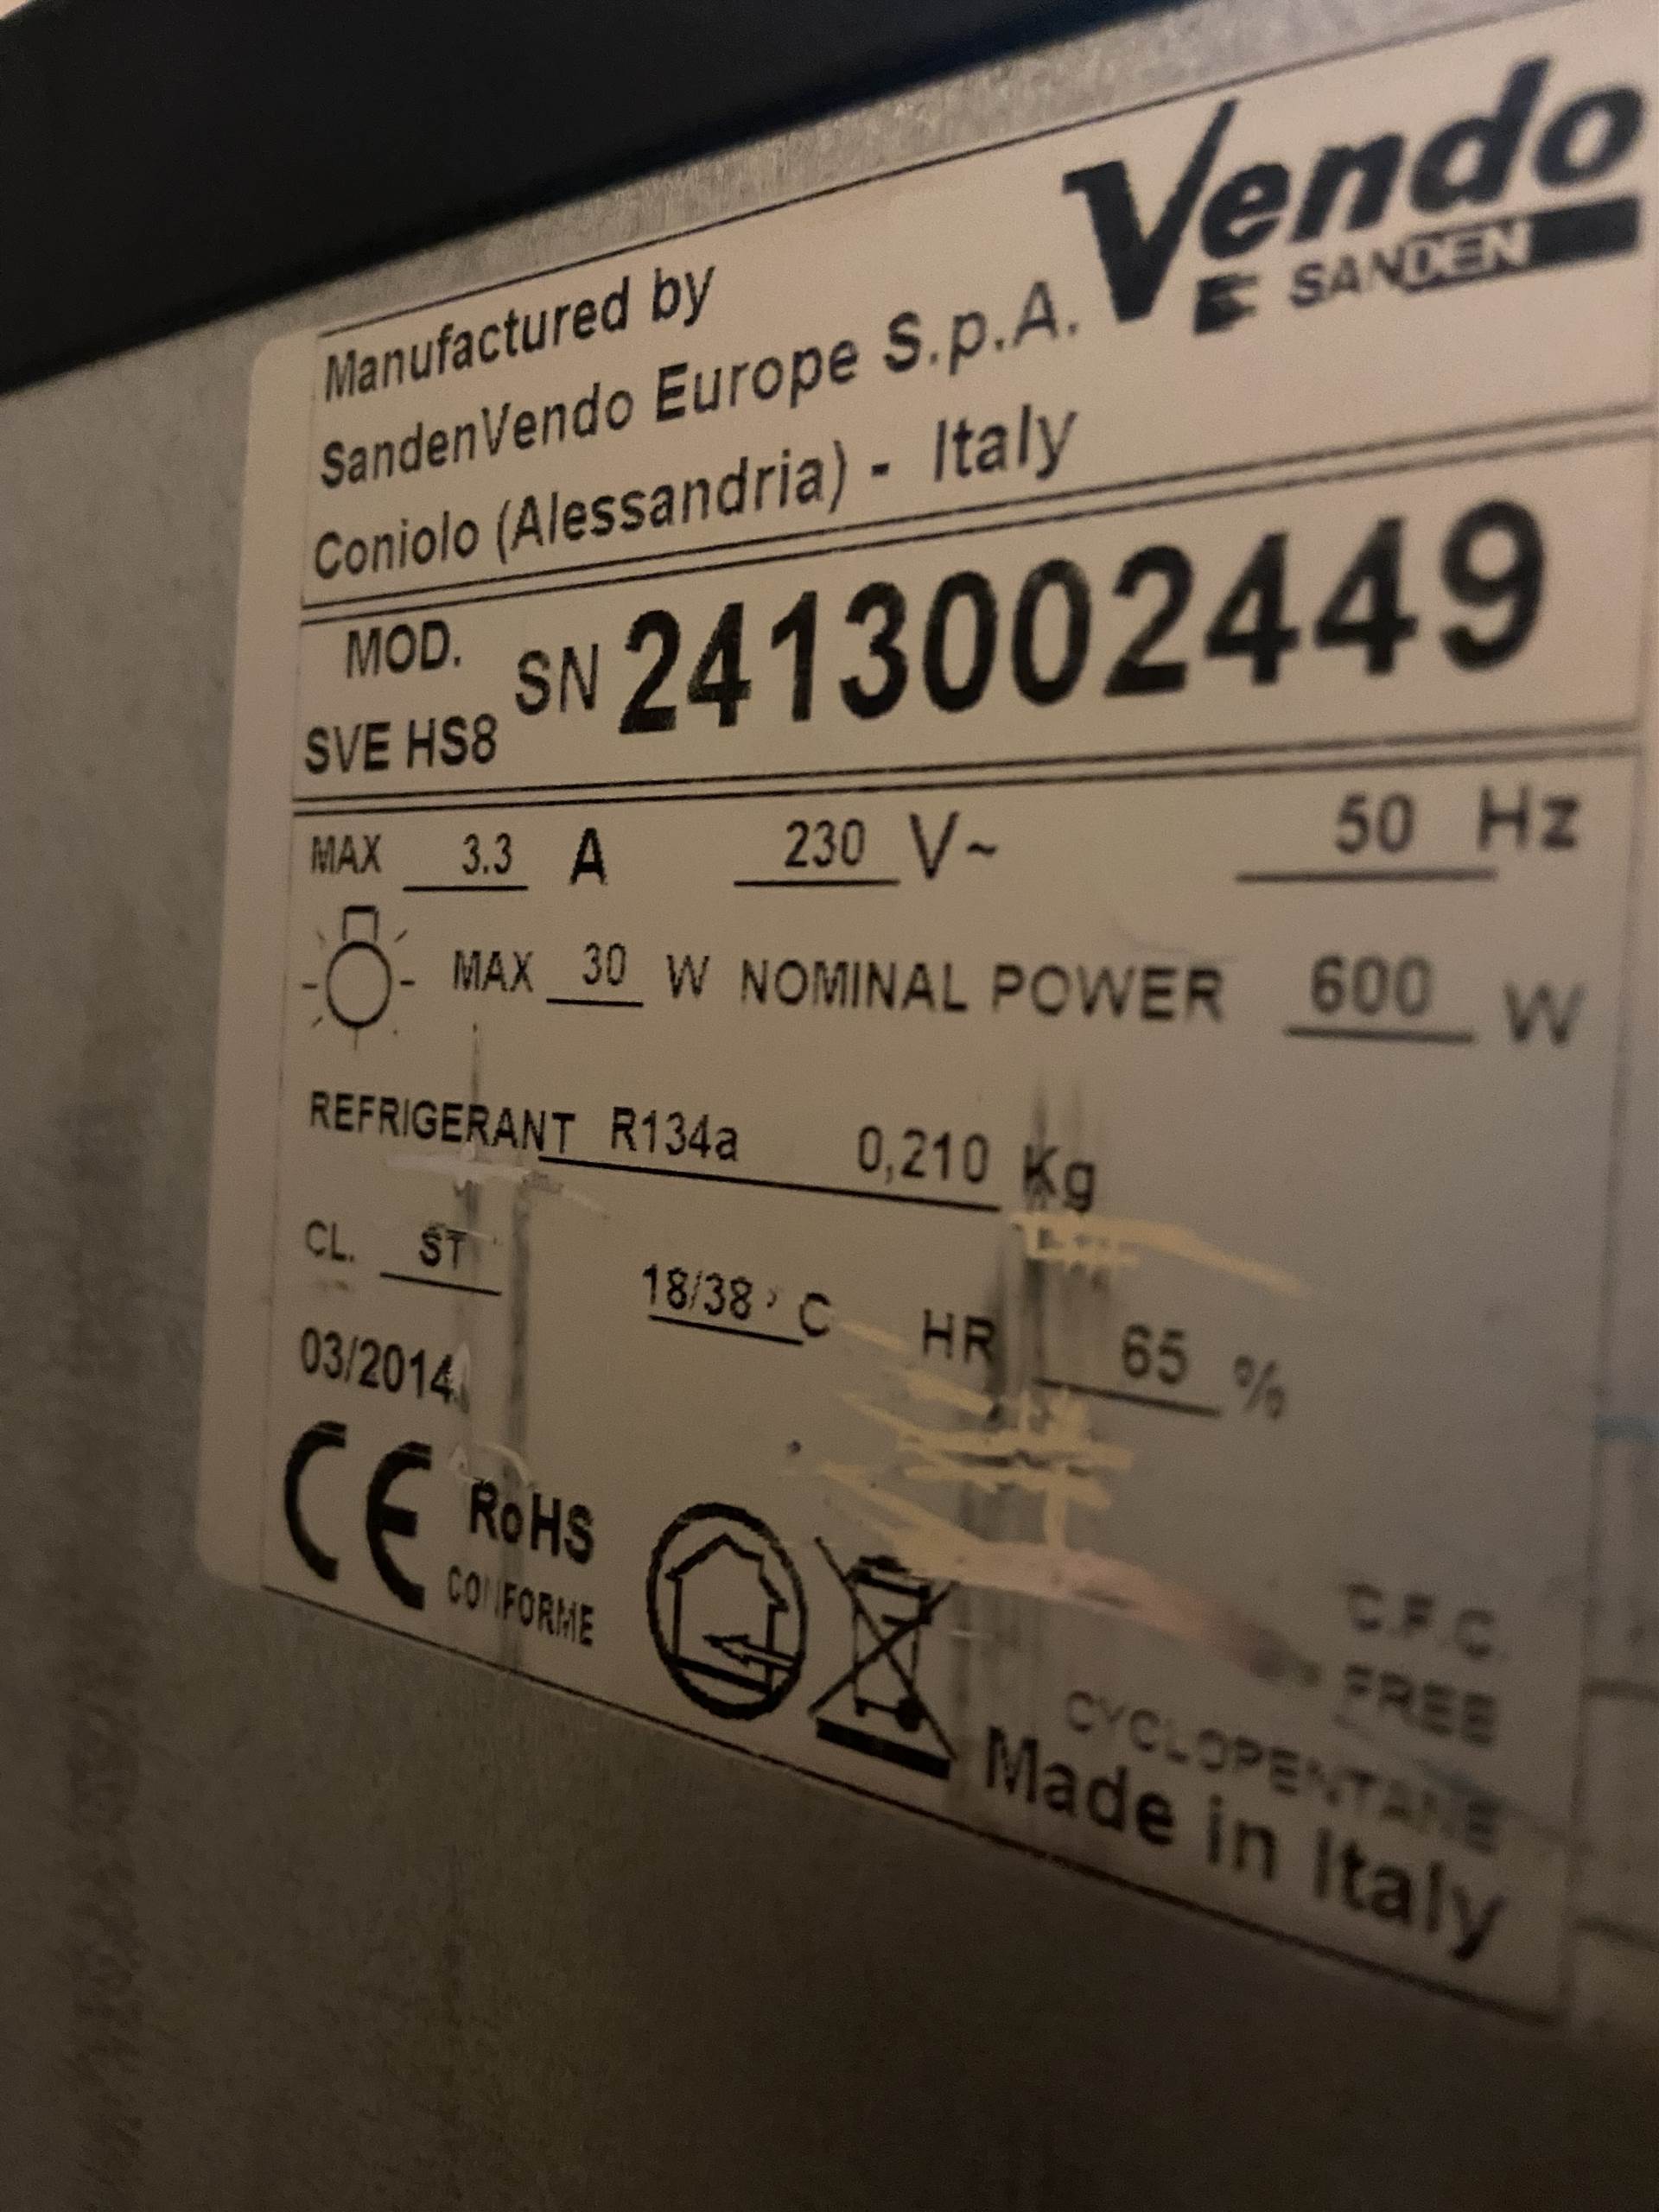 Vendo
SANDEN
Manufactured by
SandenVendo Europe S.p.A.
Coniolo (Alessandria) - Italy
MOD.
SVE HS8
SN 2413002449
MAX 3.3 A 230 V~ 50 Hz
MAX 30 W NOMINAL POWER 600 W
REFRIGERANT R134a 0,210 Kg
CL. ST 18/38 ° C HR 65 %
03/2014
CE RoHS
CONFORME
C.F.C.
FREE
CYCLOPENTANE
Made in Italy